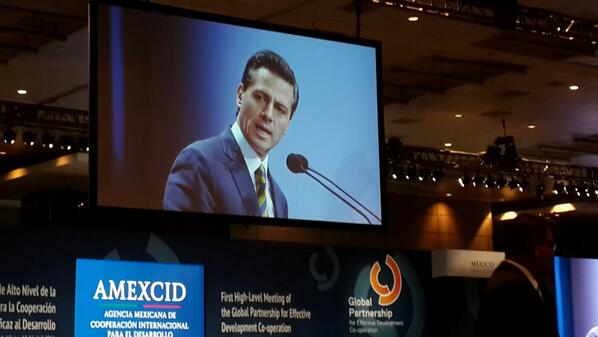 de Alto Nivel de la
ra la Cooperación
ficaz al Desarrollo
AMEXCID
AGENCIA MEXICANA DE
COOPERACIÓN INTERNACIONAL
PARA EL DESARROLLO
First High-Level Meeting of
the Global Partnership for Effective
Development Co-operation
Global
Partnership
for Effective Development
Co-operation
MÉXICO